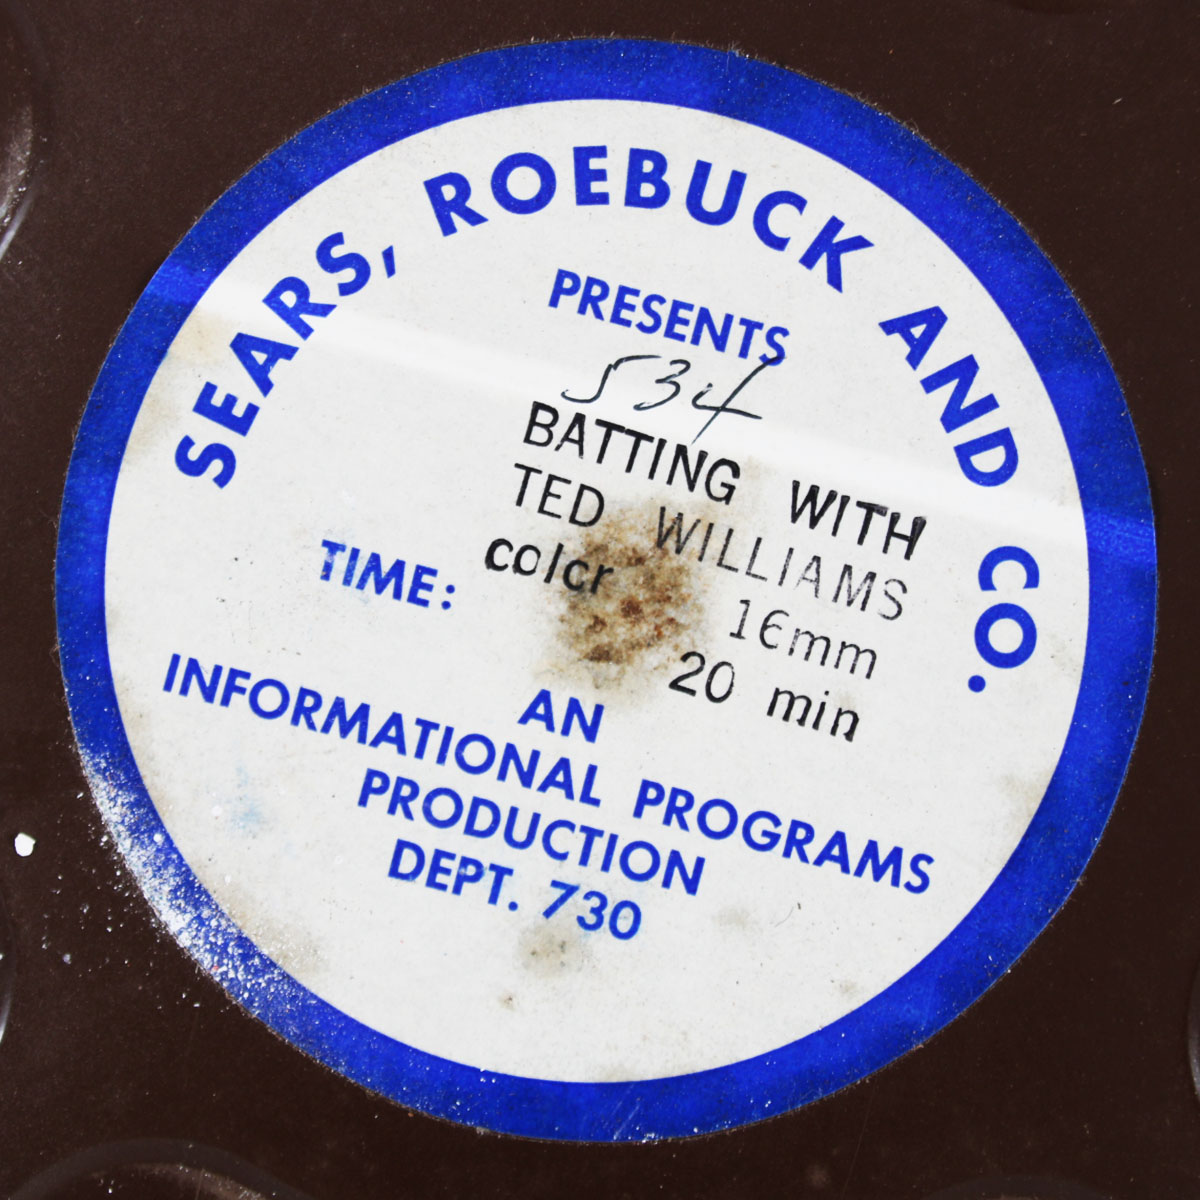 SEARS, ROEBUCK AND CO.
PRESENTS
534
BATTING WITH
TED WILLIAMS
color 16mm
TIME: 20 min
AN
INFORMATIONAL PROGRAMS
PRODUCTION
DEPT. 730